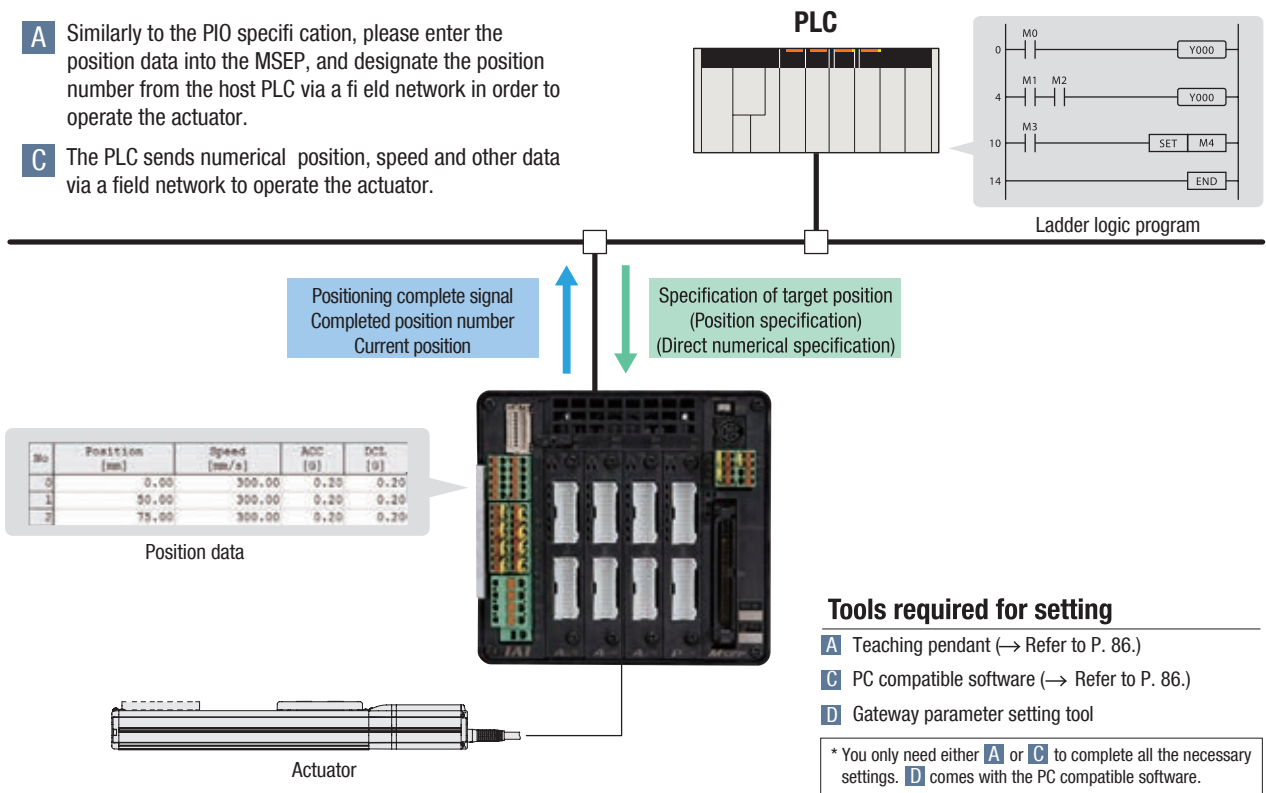 A Similarly to the PIO specifi cation, please enter the
position data into the MSEP, and designate the position
number from the host PLC via a fi eld network in order to
operate the actuator.
C The PLC sends numerical position, speed and other data
via a field network to operate the actuator.
PLC
M0
0 Y000
M1 M2
4 Y000
M3
10 SET M4
14 END
Ladder logic program
Positioning complete signal
Completed position number
Current position
Specification of target position
(Position specification)
(Direct numerical specification)
No Position [mm] Speed [mm/s] ACC [G] DCL [G]
0 0.00 300.00 0.20 0.20
1 50.00 300.00 0.20 0.20
2 75.00 300.00 0.20 0.20
Position data
IAI A A A P MSEP
Actuator
Tools required for setting
A Teaching pendant (→ Refer to P. 86.)
C PC compatible software (→ Refer to P. 86.)
D Gateway parameter setting tool
* You only need either A or C to complete all the necessary
settings. D comes with the PC compatible software.